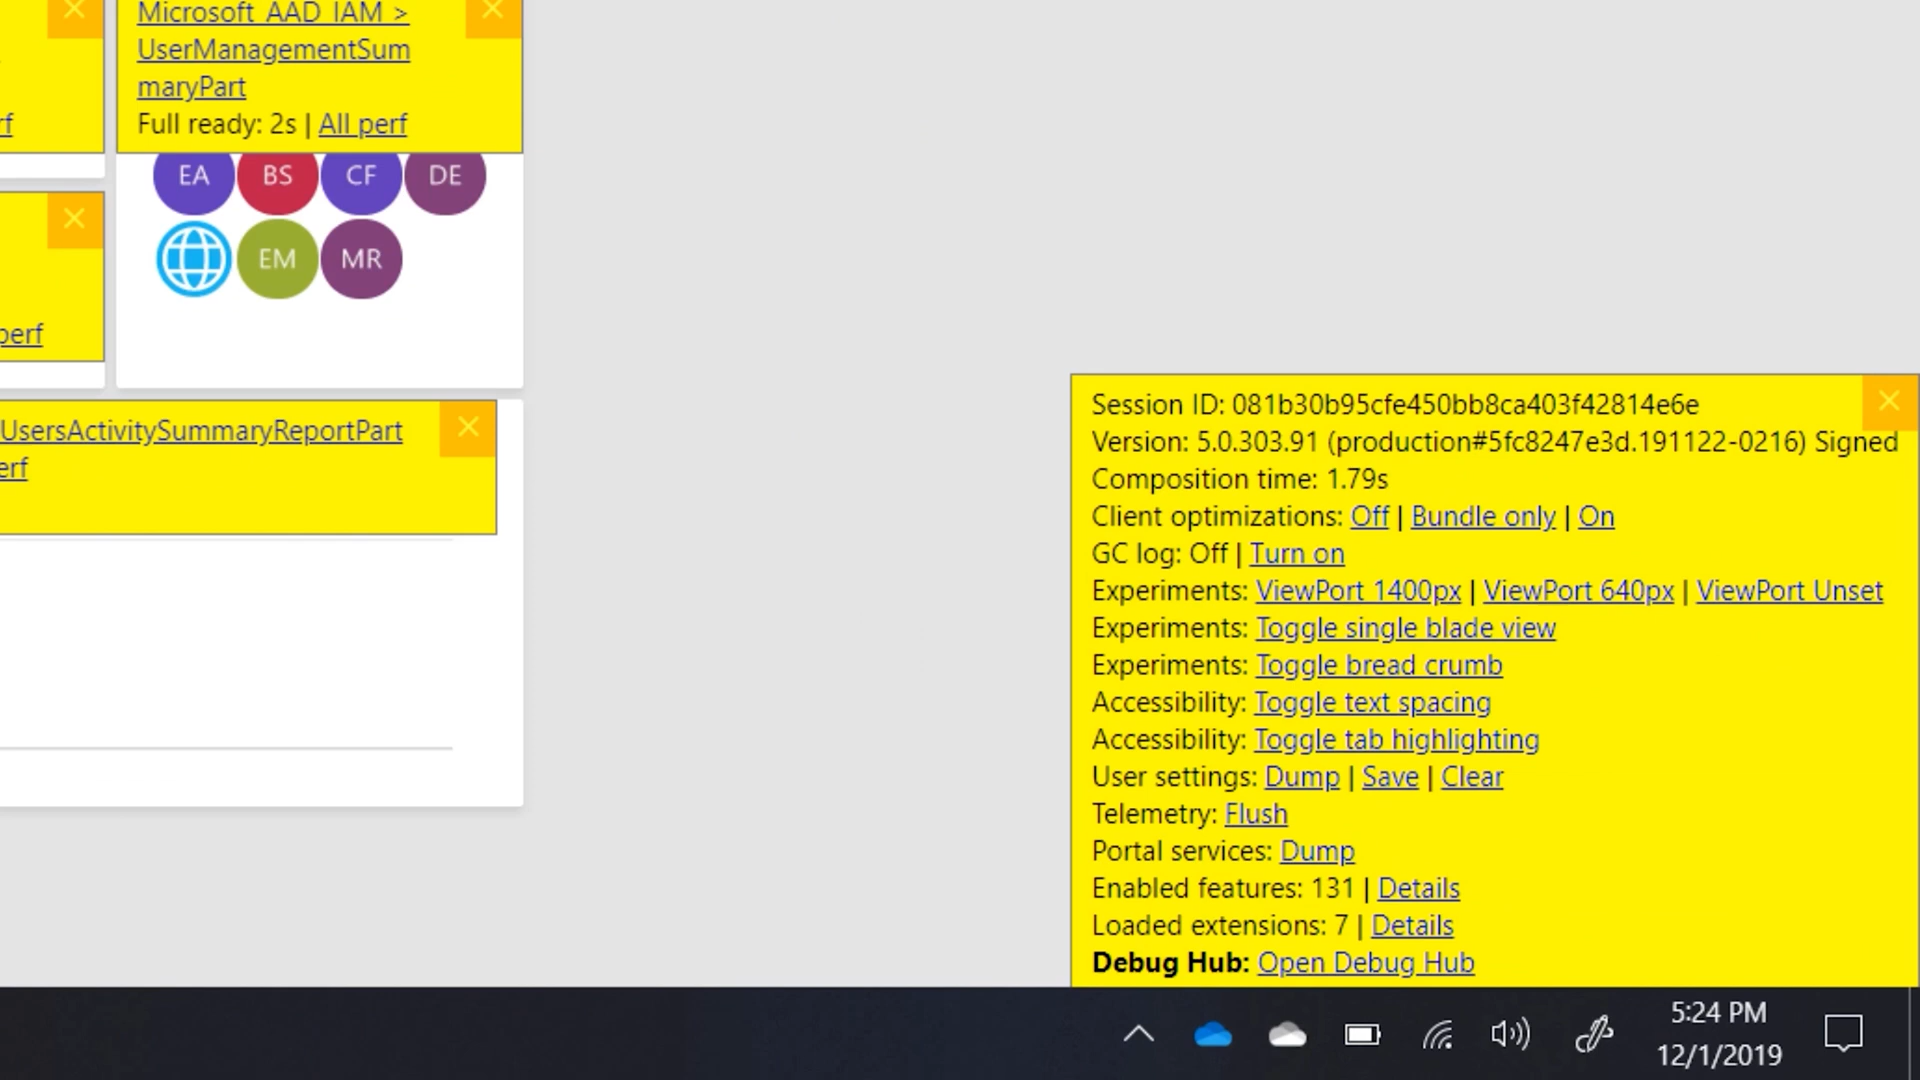 Microsoft_AAD_IAM >
UserManagementSum
maryPart
Full ready: 2s | All perf
rf
EA BS CF DE
EM MR
perf
UsersActivitySummaryReportPart
erf
Session ID: 081b30b95cfe450bb8ca403f42814e6e
Version: 5.0.303.91 (production#5fc8247e3d.191122-0216) Signed
Composition time: 1.79s
Client optimizations: Off | Bundle only | On
GC log: Off | Turn on
Experiments: ViewPort 1400px | ViewPort 640px | ViewPort Unset
Experiments: Toggle single blade view
Experiments: Toggle bread crumb
Accessibility: Toggle text spacing
Accessibility: Toggle tab highlighting
User settings: Dump | Save | Clear
Telemetry: Flush
Portal services: Dump
Enabled features: 131 | Details
Loaded extensions: 7 | Details
Debug Hub: Open Debug Hub
5:24 PM
12/1/2019